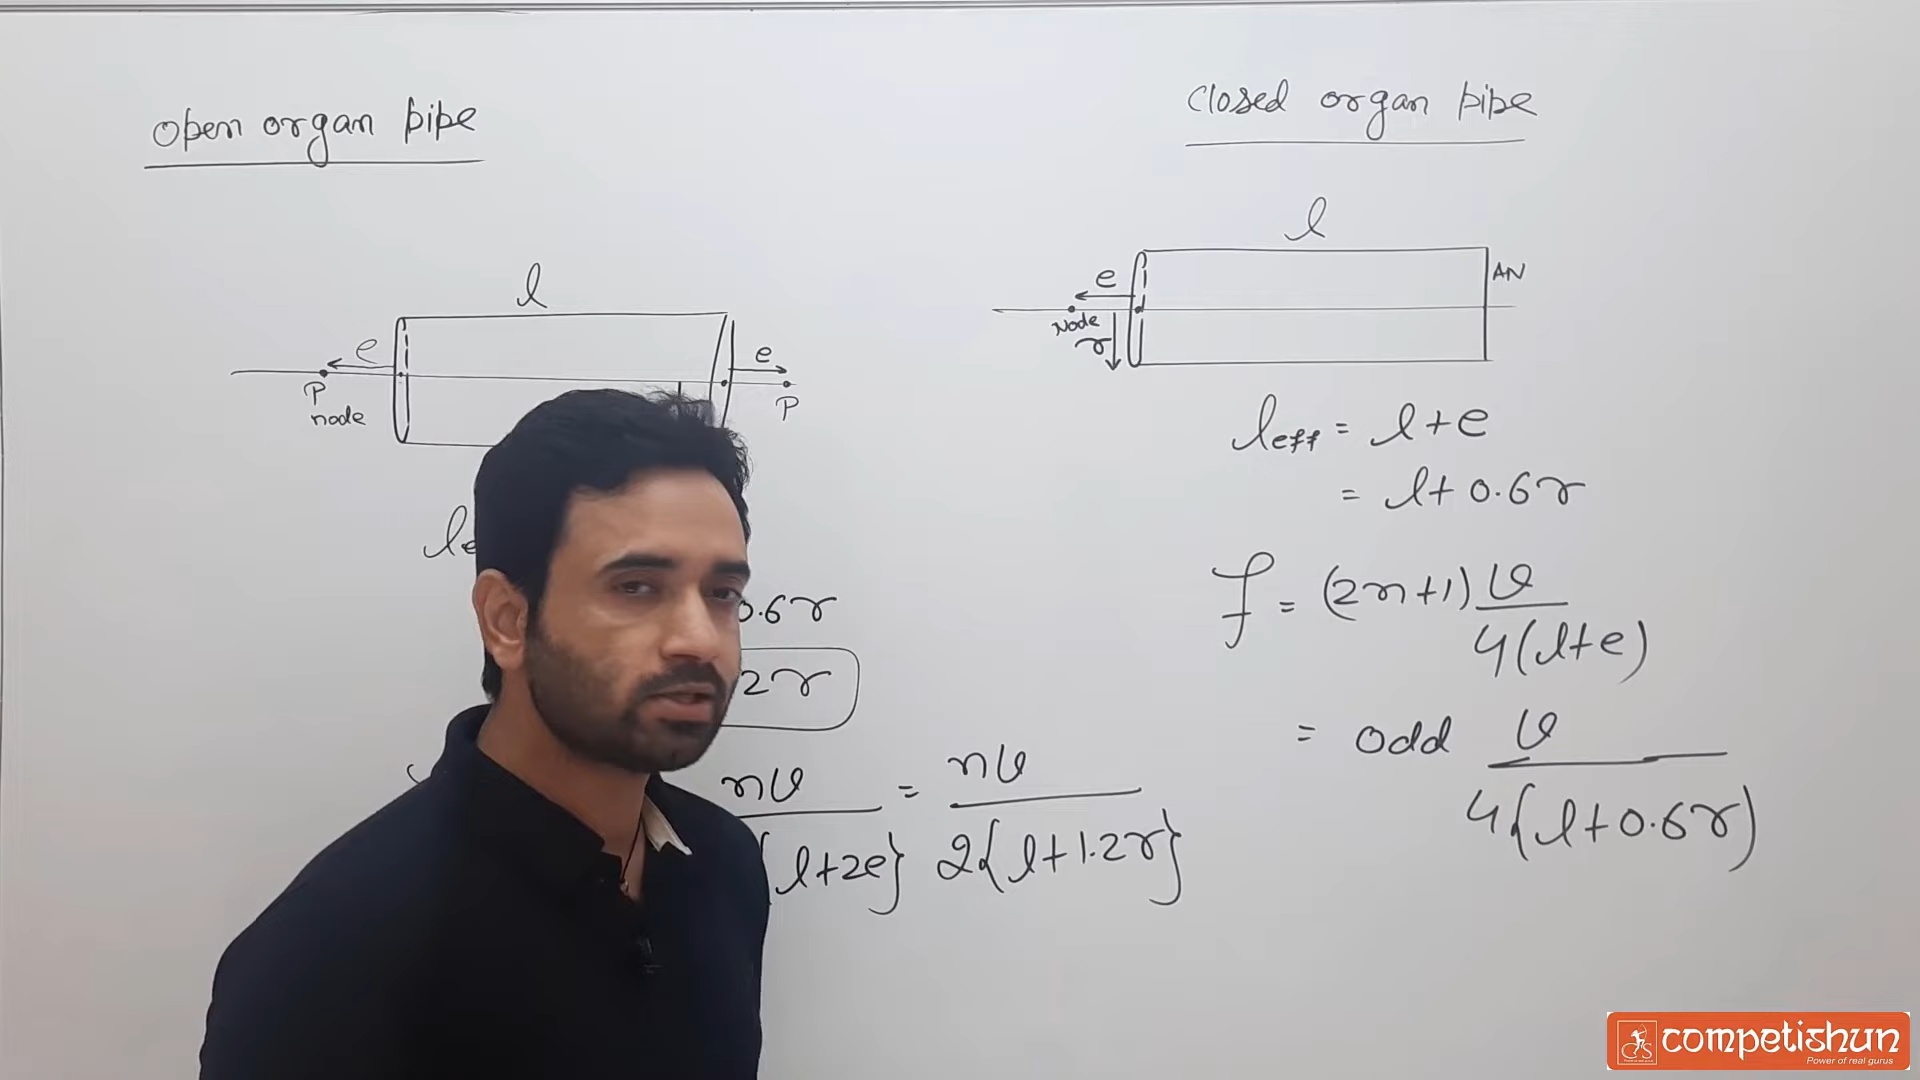 Open organ pipe
l
e
e
P
node
P
0.6r
2r
nv = nv
{l+2e} 2{l+1.2r}
Closed organ pipe
l
AN
e
Node
r
leff = l+e
= l+0.6r
f = (2n+1) v
4(l+e)
= odd v
4(l+0.6r)
CS
competishun
Power of real gurus